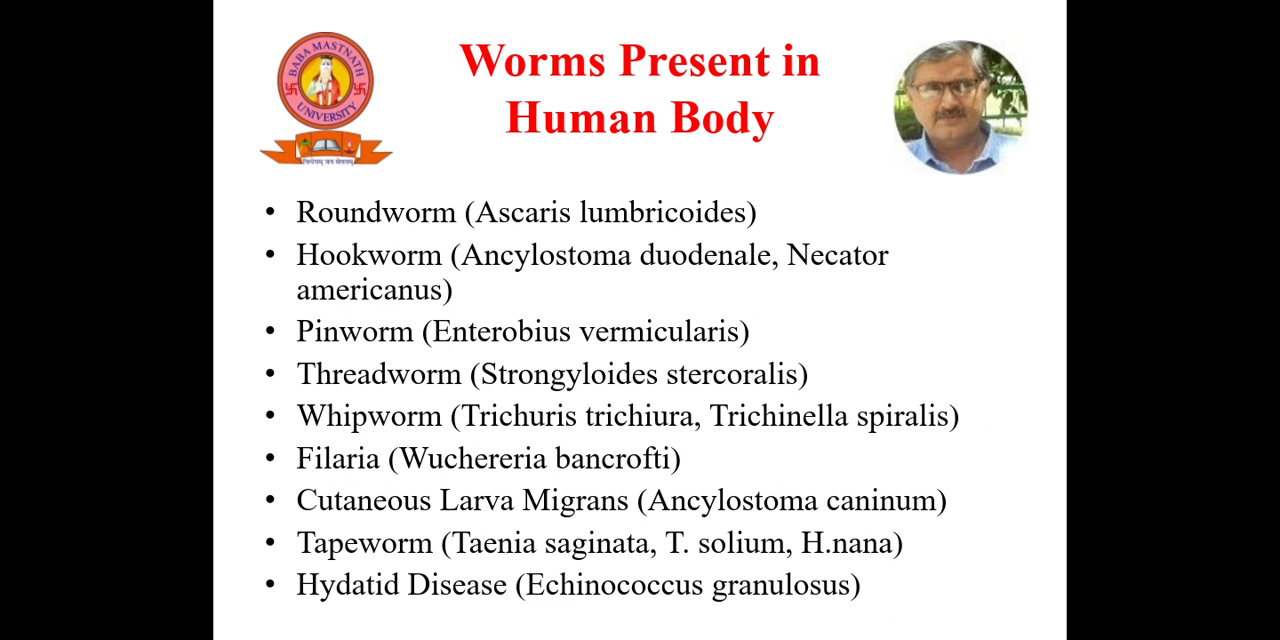 BABA MASTNATH
UNIVERSITY
Worms Present in
Human Body
• Roundworm (Ascaris lumbricoides)
• Hookworm (Ancylostoma duodenale, Necator
americanus)
• Pinworm (Enterobius vermicularis)
• Threadworm (Strongyloides stercoralis)
• Whipworm (Trichuris trichiura, Trichinella spiralis)
• Filaria (Wuchereria bancrofti)
• Cutaneous Larva Migrans (Ancylostoma caninum)
• Tapeworm (Taenia saginata, T. solium, H.nana)
• Hydatid Disease (Echinococcus granulosus)